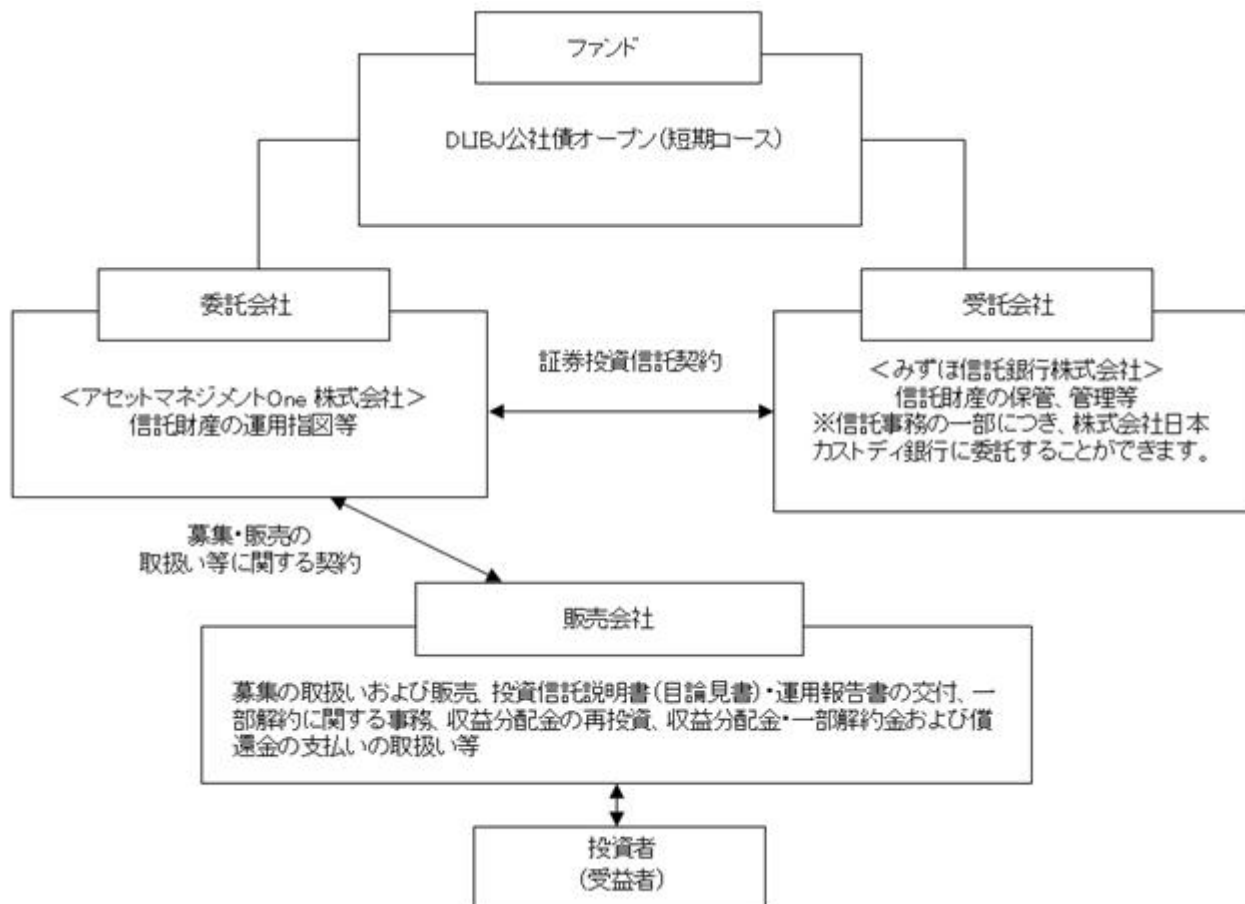 ファンド
DLIBJ公社債オープン(短期コース)
委託会社
<アセットマネジメントOne 株式会社>
信託財産の運用指図等
証券投資信託契約
受託会社
<みずほ信託銀行株式会社>
信託財産の保管、管理等
※信託事務の一部につき、株式会社日本
カストディ銀行に委託することができます。
募集・販売の
取扱い等に関する契約
販売会社
募集の取扱いおよび販売、投資信託説明書(目論見書)・運用報告書の交付、一
部解約に関する事務、収益分配金の再投資、収益分配金・一部解約金および償
還金の支払いの取扱い等
投資者
(受益者)